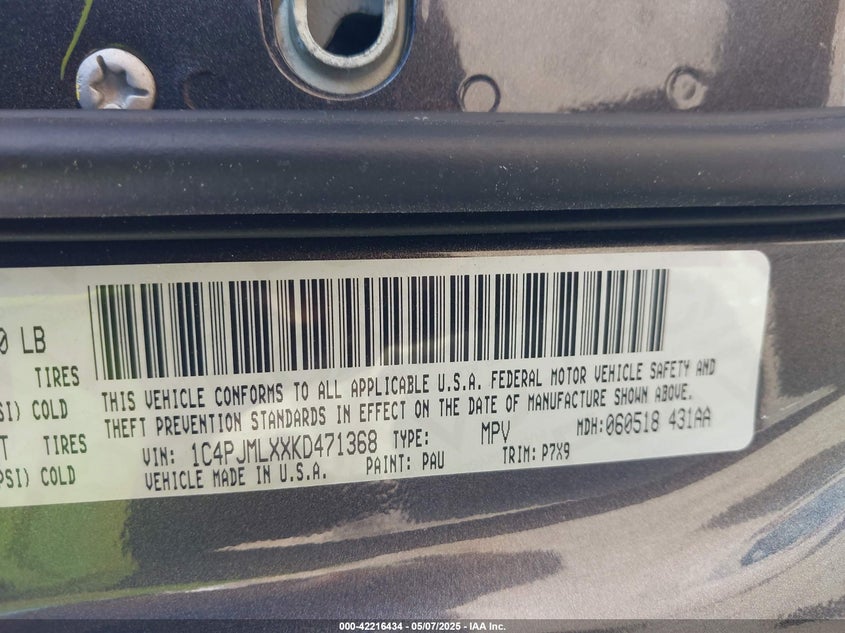 0 LB
TIRES
SI) COLD
T TIRES
PSI) COLD
THIS VEHICLE CONFORMS TO ALL APPLICABLE U.S.A. FEDERAL MOTOR VEHICLE SAFETY AND
THEFT PREVENTION STANDARDS IN EFFECT ON THE DATE OF MANUFACTURE SHOWN ABOVE.
VIN: 1C4PJMLXXKD471368 TYPE: MPV MDH: 060518 431AA
VEHICLE MADE IN U.S.A. PAINT: PAU TRIM: P7X9
000-42216434 — 05/07/2025 — IAA Inc.